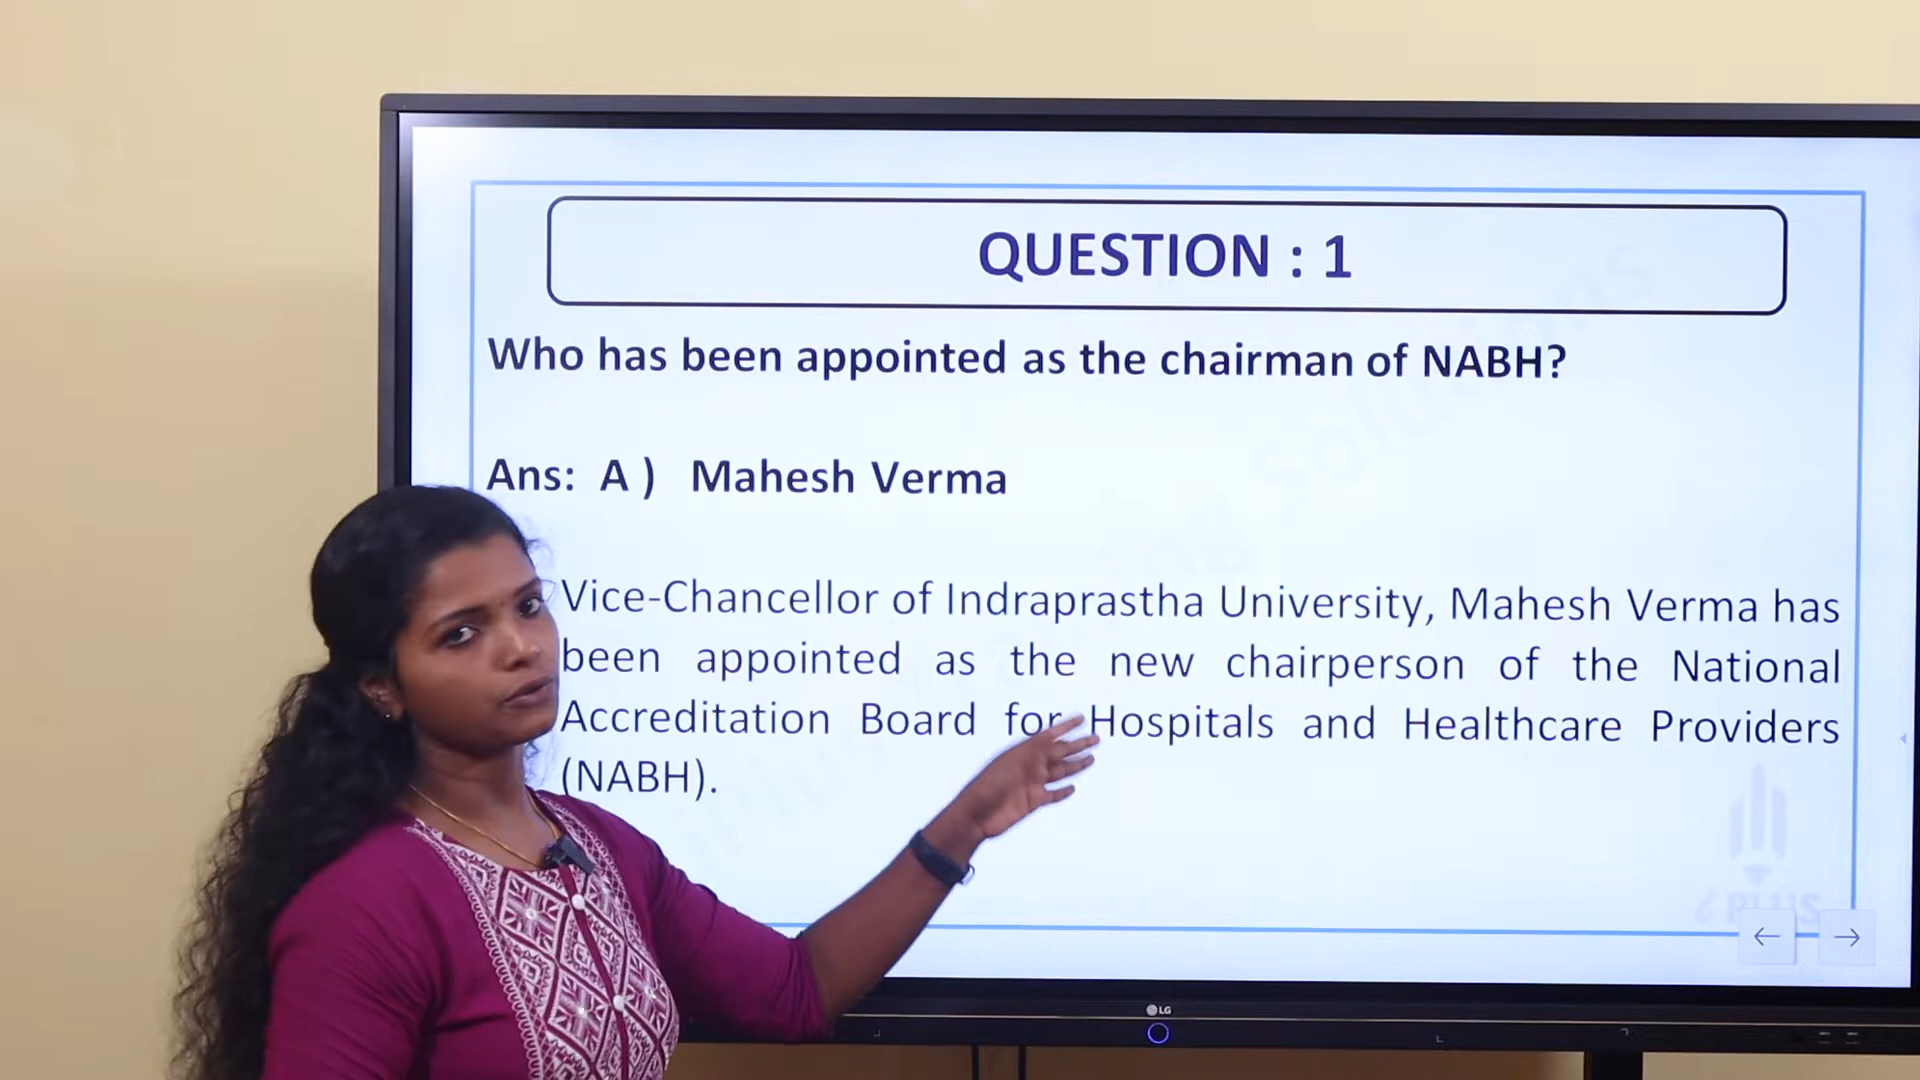 QUESTION : 1
Who has been appointed as the chairman of NABH?
Ans: A ) Mahesh Verma
Vice-Chancellor of Indraprastha University, Mahesh Verma has
been appointed as the new chairperson of the National
Accreditation Board for Hospitals and Healthcare Providers
(NABH).
PLUS
LG